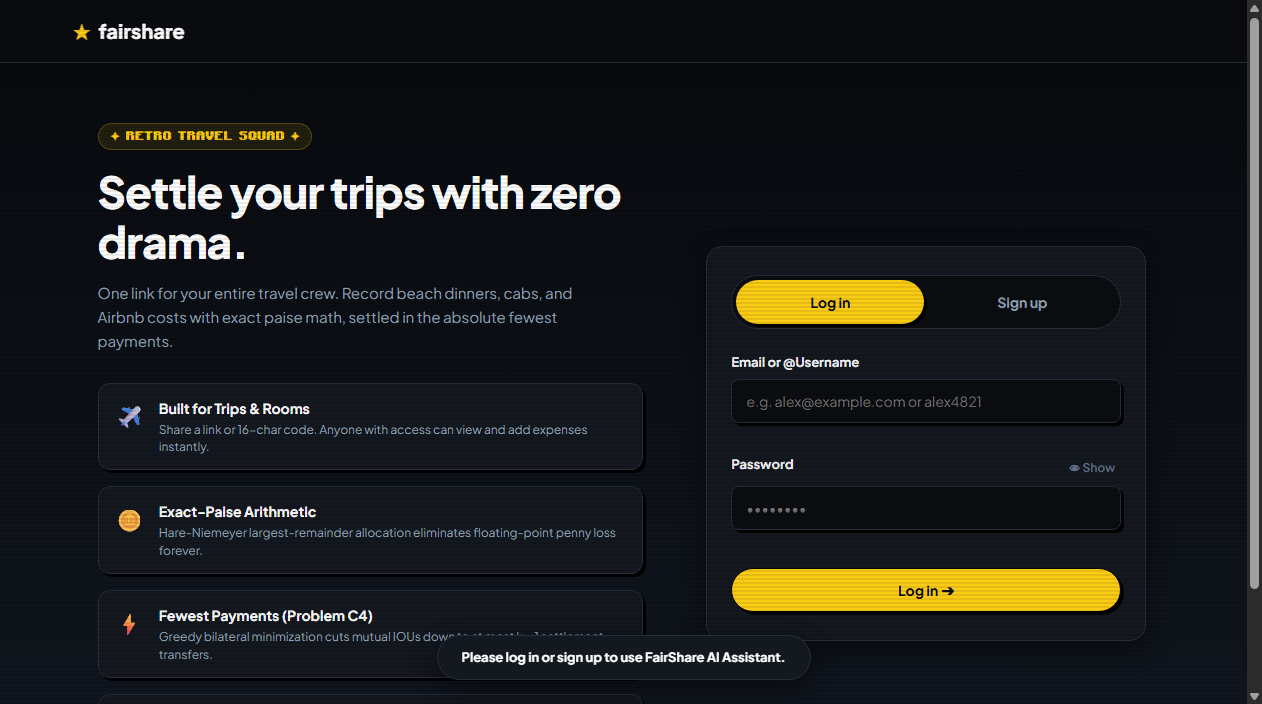 ★ fairshare
✦ RETRO TRAVEL SQUAD ✦
Settle your trips with zero
drama.
One link for your entire travel crew. Record beach dinners, cabs, and
Airbnb costs with exact paise math, settled in the absolute fewest
payments.
Built for Trips & Rooms
Share a link or 16-char code. Anyone with access can view and add expenses
instantly.
Exact-Paise Arithmetic
Hare-Niemeyer largest-remainder allocation eliminates floating-point penny loss
forever.
Fewest Payments (Problem C4)
Greedy bilateral minimization cuts mutual IOUs down
transfers.
Log in
Sign up
Email or @Username
e.g. alex@example.com or alex4821
Password
Show
••••••••
Log in ➔
Please log in or sign up to use FairShare AI Assistant.